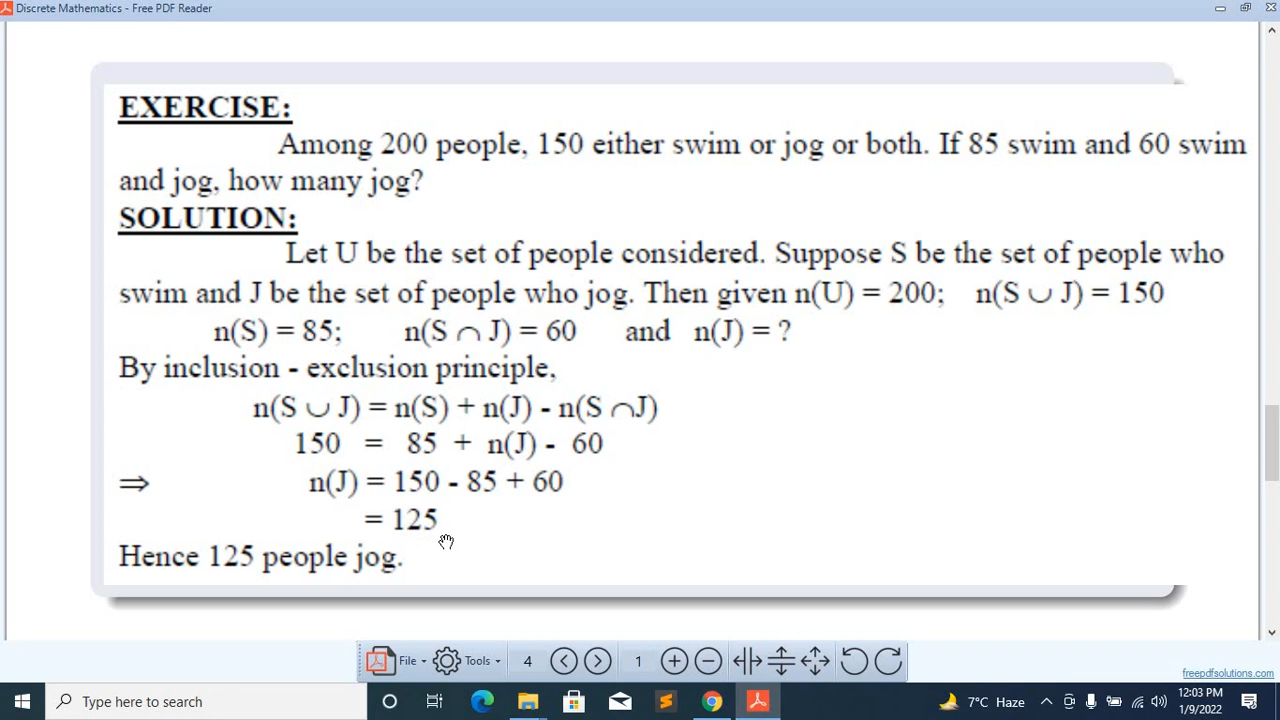 Discrete Mathematics - Free PDF Reader
EXERCISE:
Among 200 people, 150 either swim or jog or both. If 85 swim and 60 swim
and jog, how many jog?
SOLUTION:
Let U be the set of people considered. Suppose S be the set of people who
swim and J be the set of people who jog. Then given n(U) = 200; n(S ∪ J) = 150
n(S) = 85; n(S ∩ J) = 60 and n(J) = ?
By inclusion - exclusion principle,
n(S ∪ J) = n(S) + n(J) - n(S ∩J)
150 = 85 + n(J) - 60
⇒ n(J) = 150 - 85 + 60
= 125
Hence 125 people jog.
File Tools 4 1
freepdfsolutions.com
Type here to search
7°C Haze
12:03 PM
1/9/2022